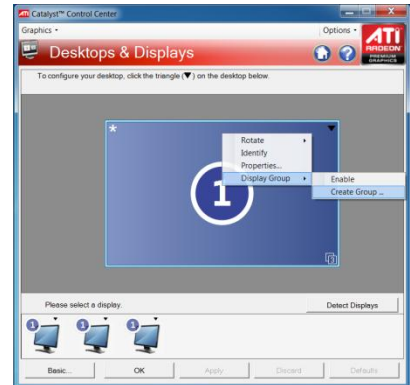 Catalyst™ Control Center
Graphics
Options
ATI
RADEON
PREMIUM
GRAPHICS
Desktops & Displays
To configure your desktop, click the triangle (▼) on the desktop below.
*
Rotate
Identify
Properties...
Display Group
Enable
Create Group ...
1
Please select a display.
Detect Displays
1
1
1
Basic...
OK
Apply
Discard
Defaults